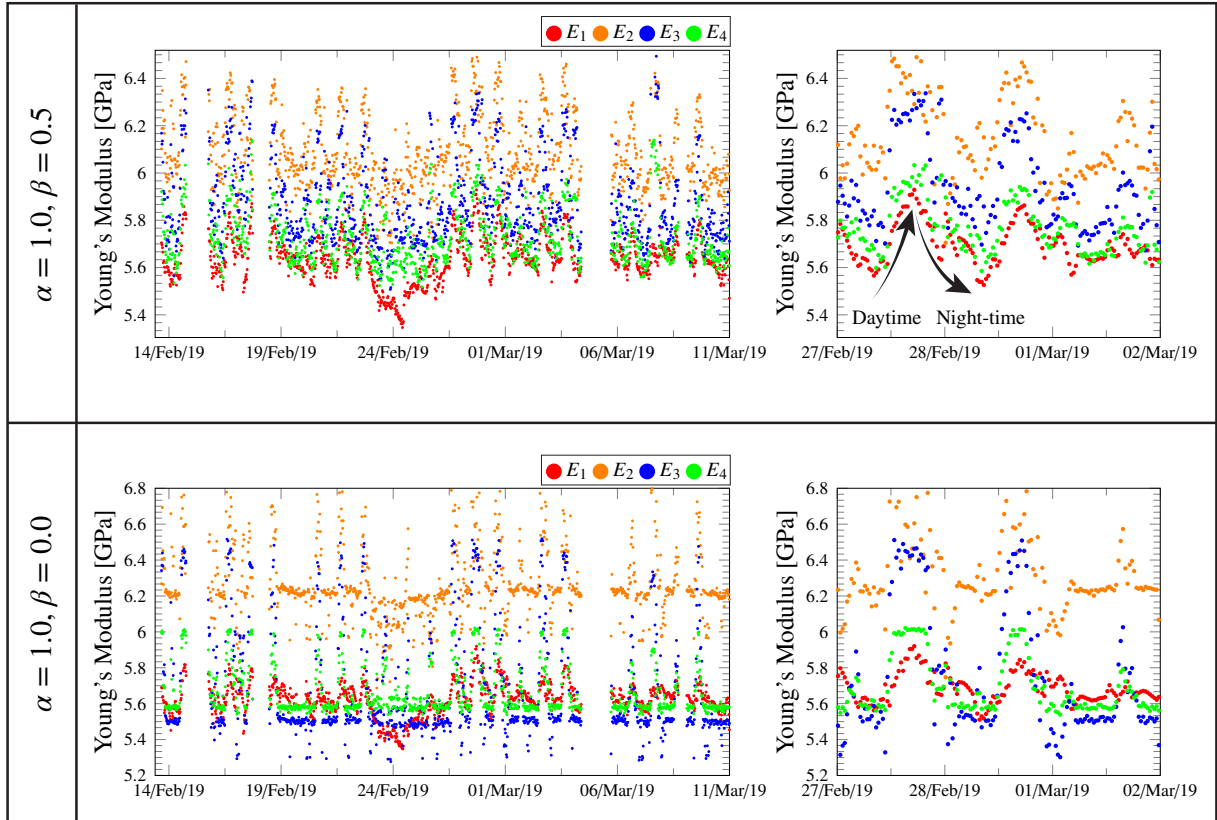 α = 1.0, β = 0.5
E1 E2 E3 E4
Young's Modulus [GPa]
6.4
6.2
6
5.8
5.6
5.4
14/Feb/19 19/Feb/19 24/Feb/19 01/Mar/19 06/Mar/19 11/Mar/19
Young's Modulus [GPa]
6.4
6.2
6
5.8
5.6
5.4
Daytime Night-time
27/Feb/19 28/Feb/19 01/Mar/19 02/Mar/19
α = 1.0, β = 0.0
E1 E2 E3 E4
Young's Modulus [GPa]
6.8
6.6
6.4
6.2
6
5.8
5.6
5.4
5.2
14/Feb/19 19/Feb/19 24/Feb/19 01/Mar/19 06/Mar/19 11/Mar/19
Young's Modulus [GPa]
6.8
6.6
6.4
6.2
6
5.8
5.6
5.4
5.2
27/Feb/19 28/Feb/19 01/Mar/19 02/Mar/19